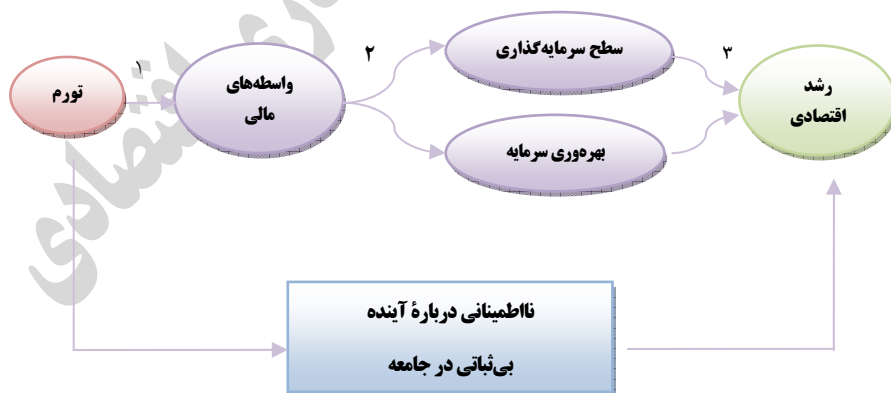 تورم
۱
واسطه‌های
مالی
۲
سطح سرمایه‌گذاری
بهره‌وری سرمایه
۳
رشد
اقتصادی
نااطمینانی دربارهٔ آینده
بی‌ثباتی در جامعه
اقتصادی